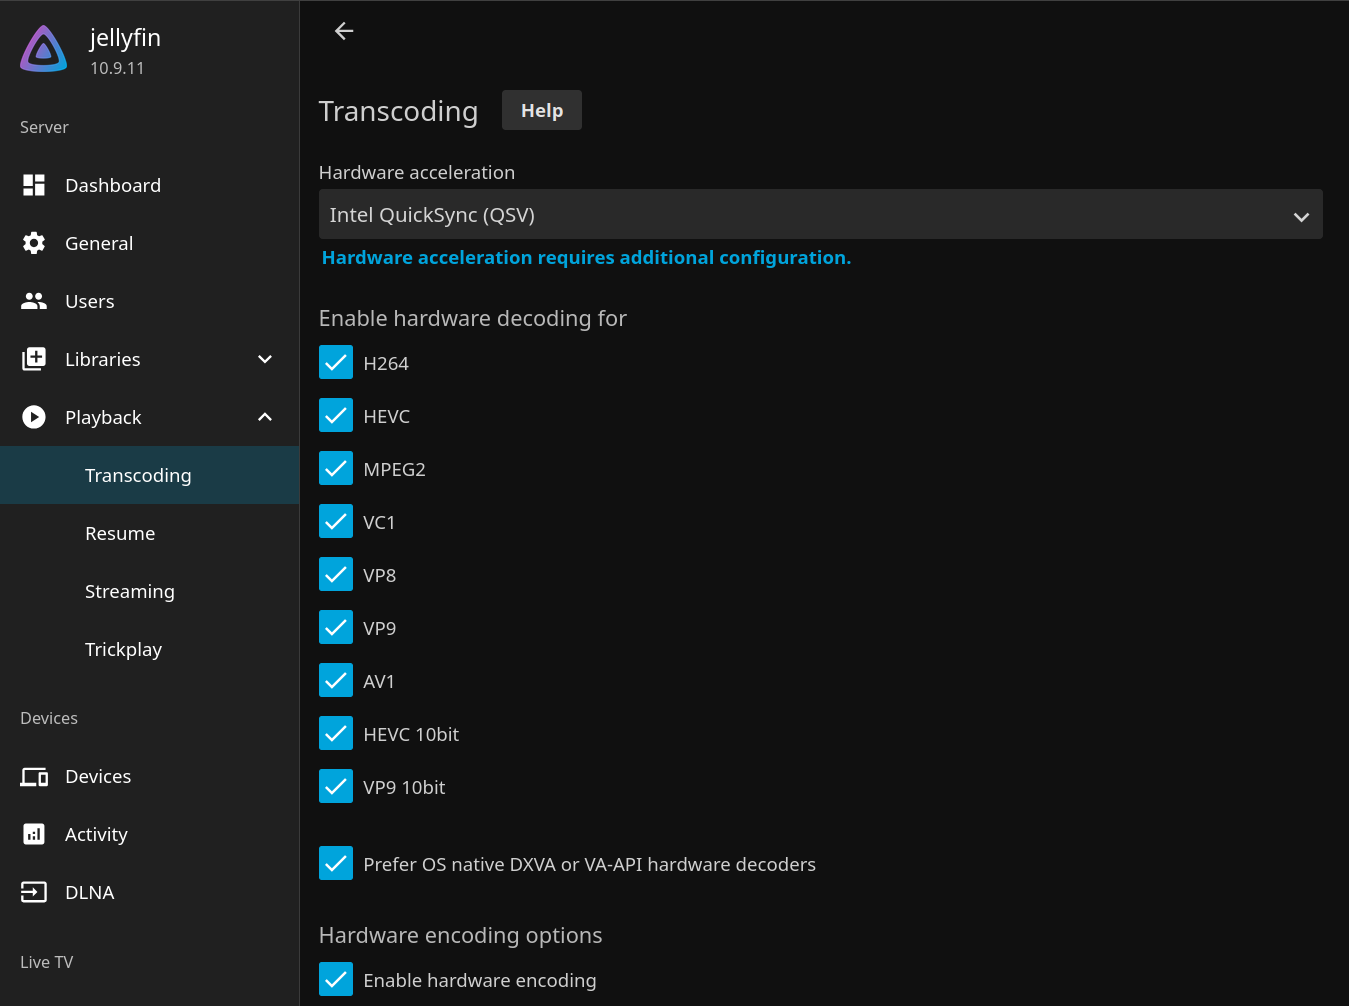 jellyfin
10.9.11
Server
Dashboard
General
Users
Libraries
Playback
Transcoding
Resume
Streaming
Trickplay
Devices
Devices
Activity
DLNA
Live TV
Transcoding
Help
Hardware acceleration
Intel QuickSync (QSV)
Hardware acceleration requires additional configuration.
Enable hardware decoding for
H264
HEVC
MPEG2
VC1
VP8
VP9
AV1
HEVC 10bit
VP9 10bit
Prefer OS native DXVA or VA-API hardware decoders
Hardware encoding options
Enable hardware encoding